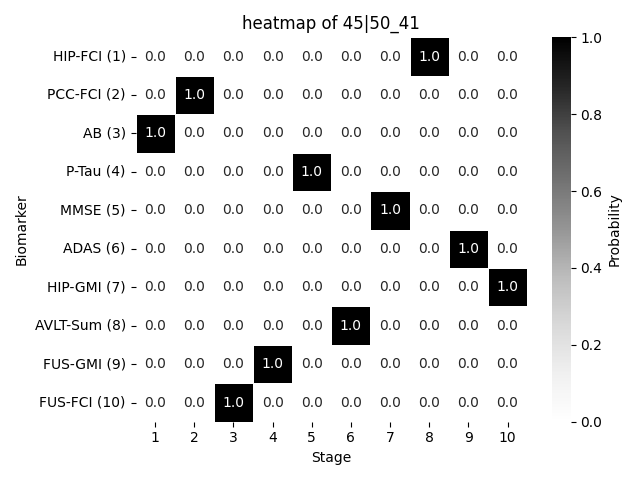 heatmap of 45|50_41
HIP-FCI (1) 0.0 0.0 0.0 0.0 0.0 0.0 0.0 1.0 0.0 0.0
PCC-FCI (2) 0.0 1.0 0.0 0.0 0.0 0.0 0.0 0.0 0.0 0.0
AB (3) 1.0 0.0 0.0 0.0 0.0 0.0 0.0 0.0 0.0 0.0
P-Tau (4) 0.0 0.0 0.0 0.0 1.0 0.0 0.0 0.0 0.0 0.0
MMSE (5) 0.0 0.0 0.0 0.0 0.0 0.0 1.0 0.0 0.0 0.0
ADAS (6) 0.0 0.0 0.0 0.0 0.0 0.0 0.0 0.0 1.0 0.0
HIP-GMI (7) 0.0 0.0 0.0 0.0 0.0 0.0 0.0 0.0 0.0 1.0
AVLT-Sum (8) 0.0 0.0 0.0 0.0 0.0 1.0 0.0 0.0 0.0 0.0
FUS-GMI (9) 0.0 0.0 0.0 1.0 0.0 0.0 0.0 0.0 0.0 0.0
FUS-FCI (10) 0.0 0.0 1.0 0.0 0.0 0.0 0.0 0.0 0.0 0.0
1 2 3 4 5 6 7 8 9 10
Stage
Biomarker
1.0
0.8
0.6
0.4
0.2
0.0
Probability